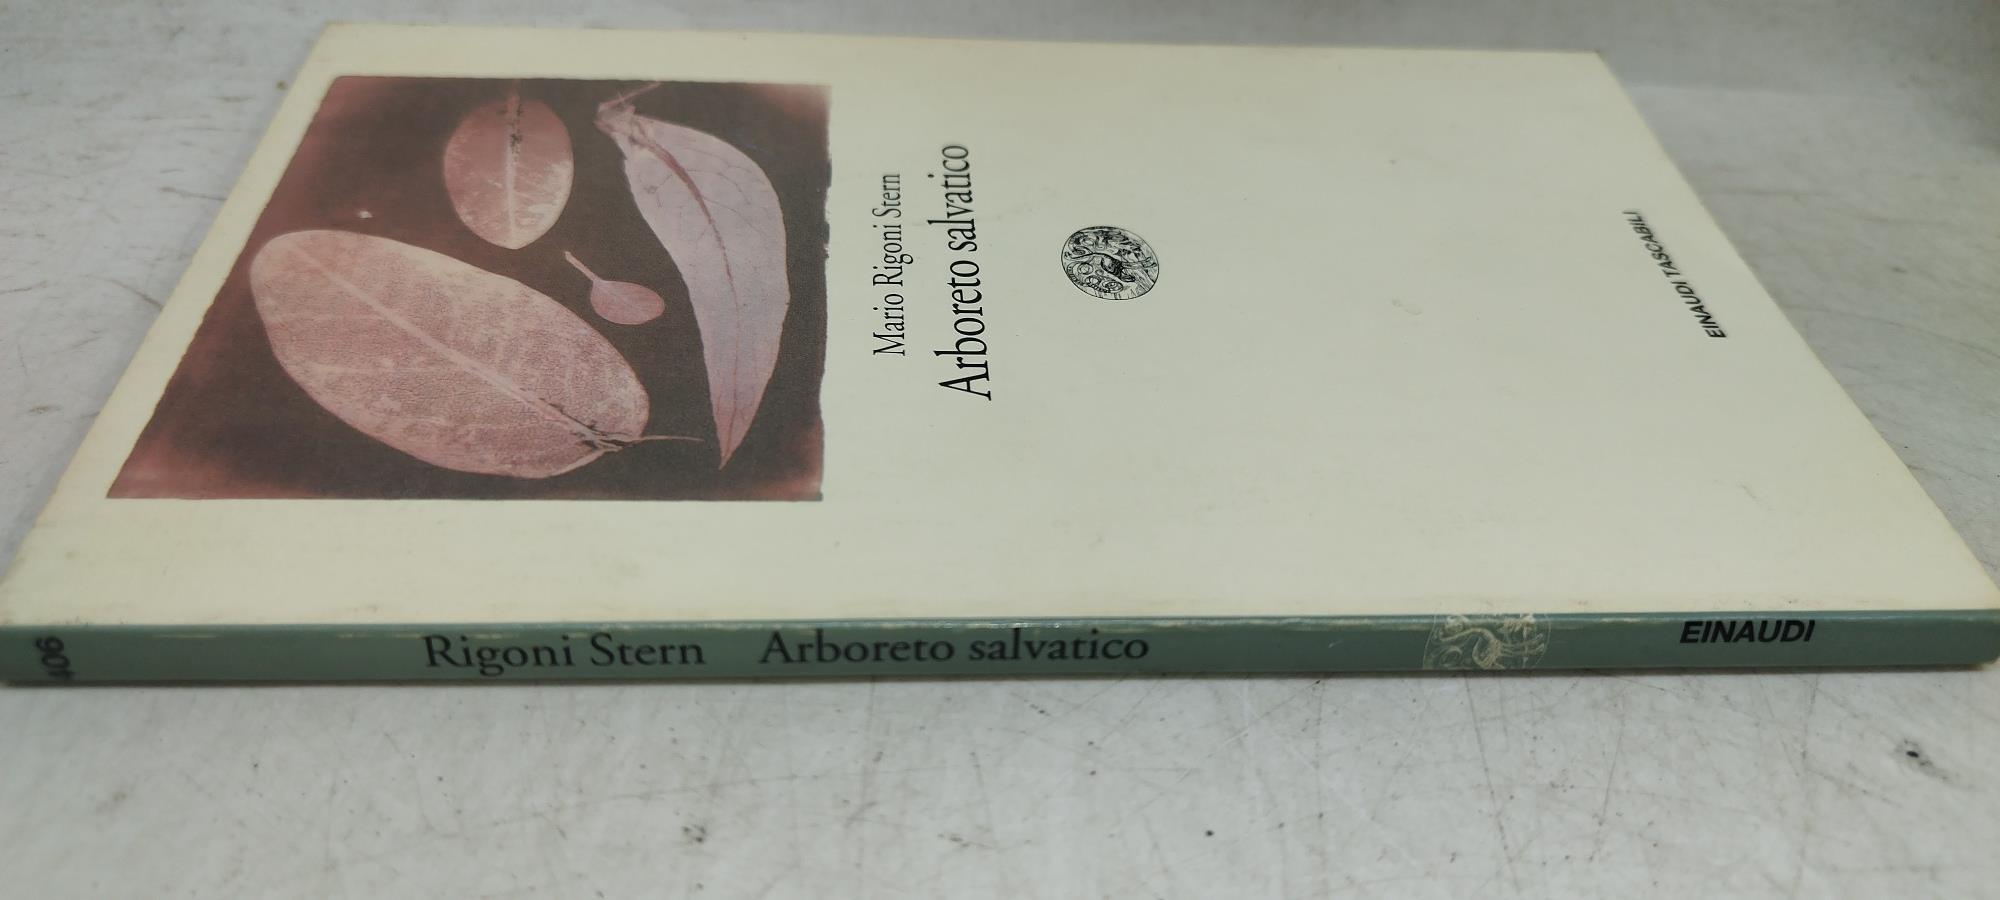 Mario Rigoni Stern
Arboreto salvatico
EINAUDI TASCABILI
406
Rigoni Stern Arboreto salvatico
EINAUDI